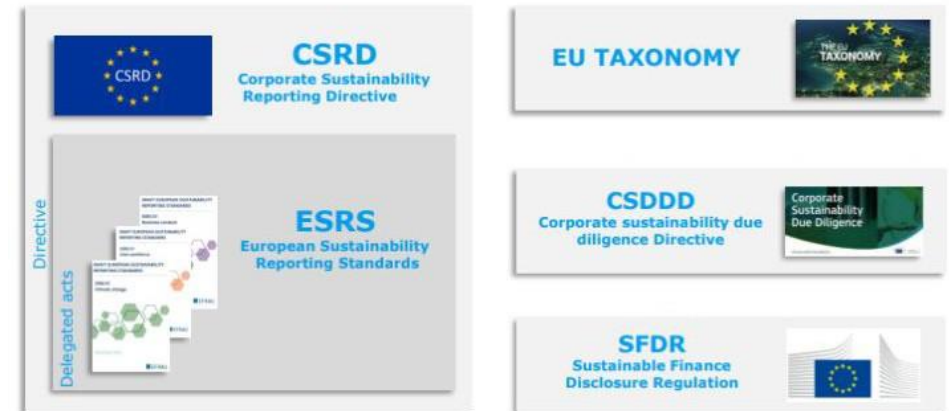 CSRD
CSRD
Corporate Sustainability
Reporting Directive
Directive
Delegated acts
ESRS
European Sustainability
Reporting Standards
EU TAXONOMY
THE EU
TAXONOMY
CSDDD
Corporate sustainability due
diligence Directive
Corporate
Sustainability
Due Diligence
SFDR
Sustainable Finance
Disclosure Regulation